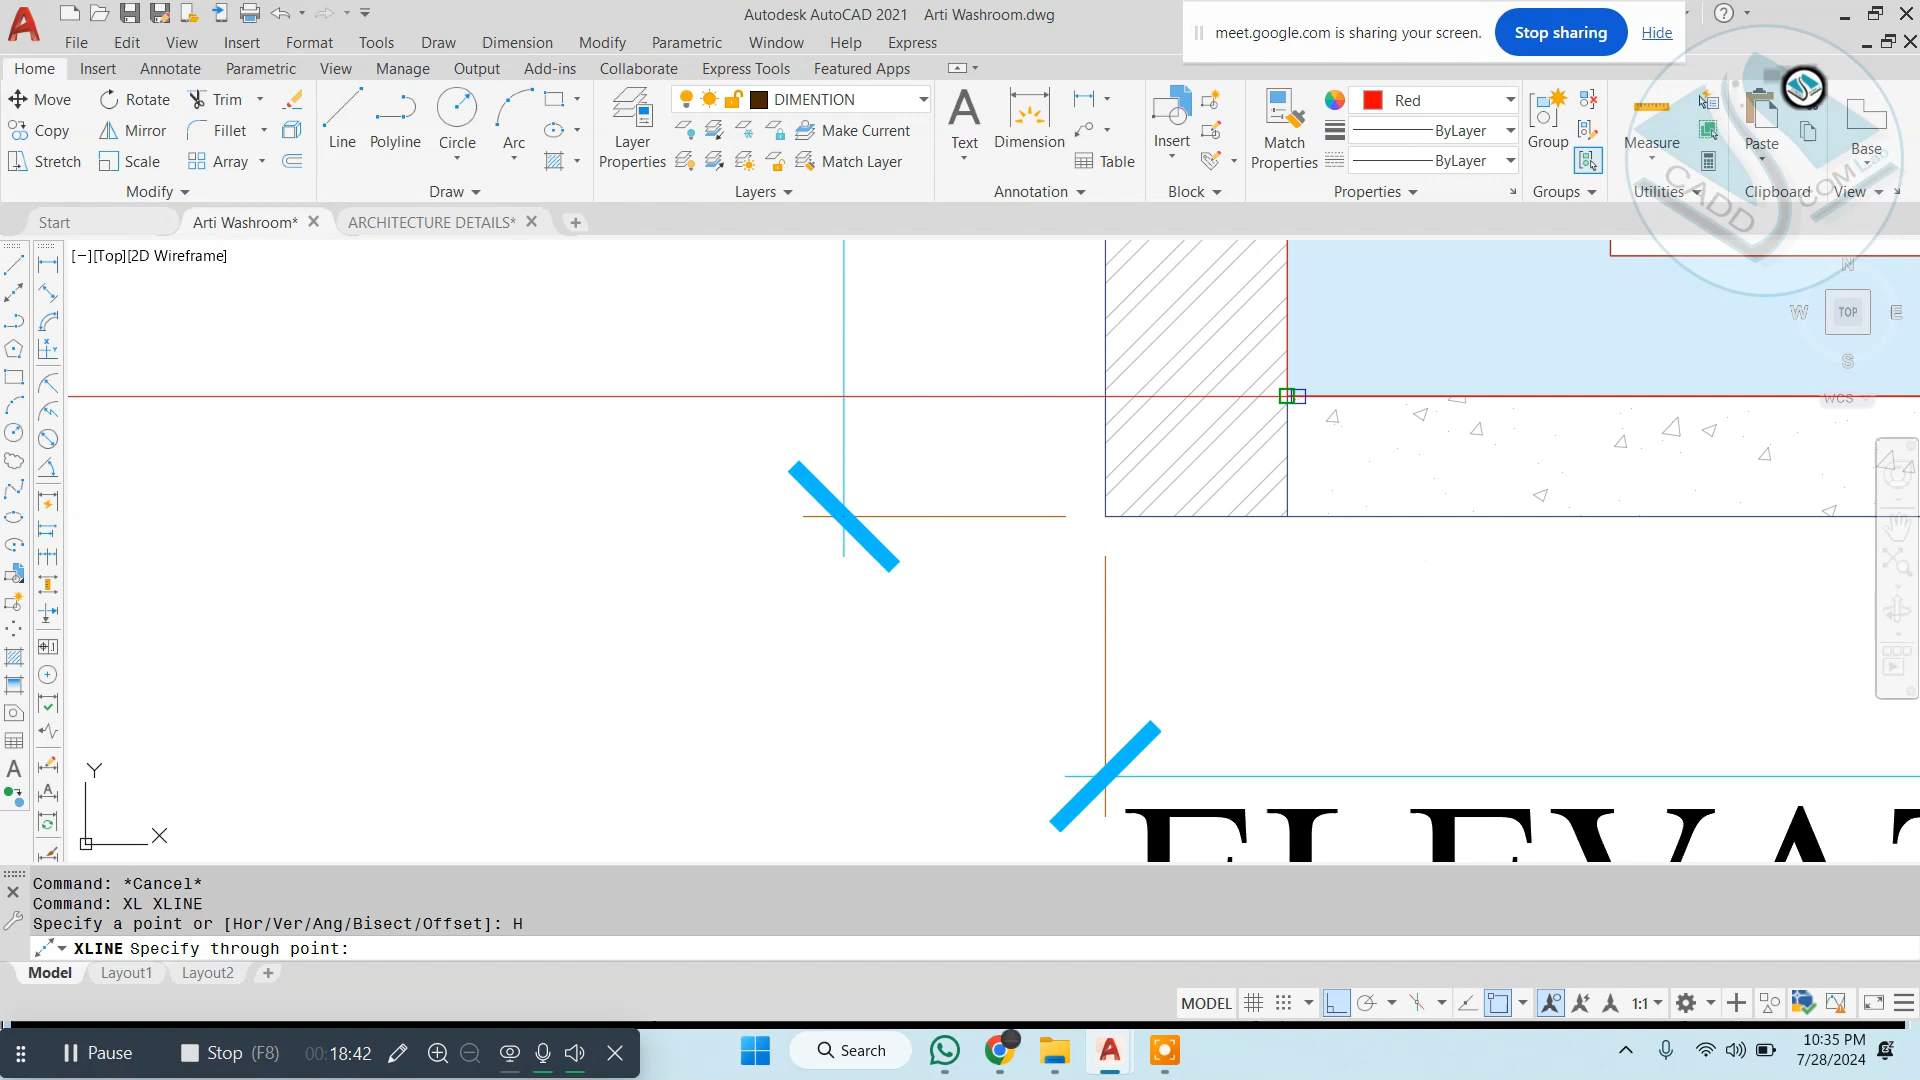 Autodesk AutoCAD 2021 Arti Washroom.dwg
meet.google.com is sharing your screen. Stop sharing Hide
File Edit View Insert Format Tools Draw Dimension Modify Parametric Window Help Express
Home Insert Annotate Parametric View Manage Output Add-ins Collaborate Express Tools Featured Apps
Move Rotate Trim
Copy Mirror Fillet
Stretch Scale Array
Line Polyline Circle Arc
Layer Properties
DIMENTION
Make Current
Match Layer
Text Dimension Table
Insert
Match Properties
Red
ByLayer
ByLayer
Group Measure Paste Base
Modify Draw Layers Annotation Block Properties Groups Utilities Clipboard View
CADD
Start Arti Washroom* ARCHITECTURE DETAILS* +
[−][Top][2D Wireframe]
N
W TOP E
S
WCS
Y
X
Command: *Cancel*
Command: XL XLINE
Specify a point or [Hor/Ver/Ang/Bisect/Offset]: H
XLINE Specify through point:
Model Layout1 Layout2 +
MODEL 1:1
Pause Stop (F8) 00:18:42
Search
10:35 PM
7/28/2024